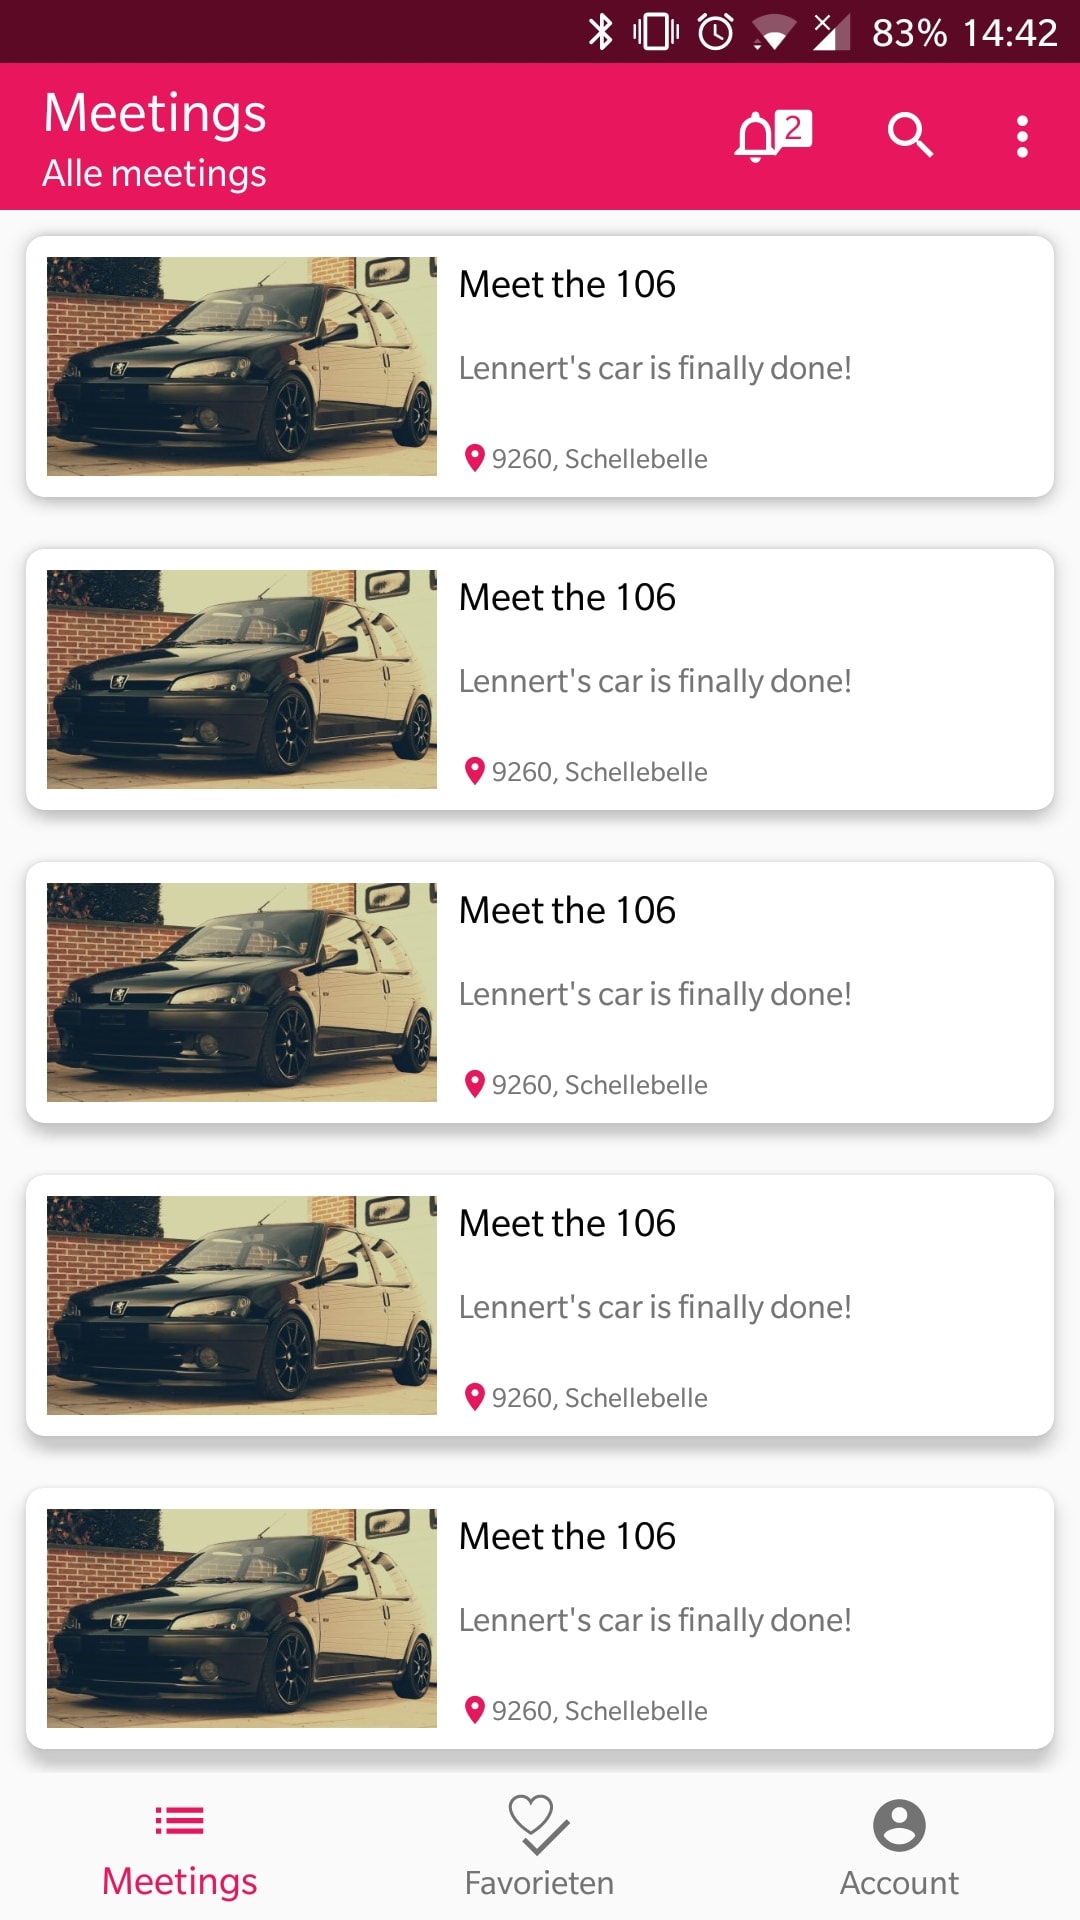 83% 14:42
Meetings
2
Alle meetings
Meet the 106
Lennert's car is finally done!
9260, Schellebelle
Meet the 106
Lennert's car is finally done!
9260, Schellebelle
Meet the 106
Lennert's car is finally done!
9260, Schellebelle
Meet the 106
Lennert's car is finally done!
9260, Schellebelle
Meet the 106
Lennert's car is finally done!
9260, Schellebelle
Meetings
Favorieten
Account